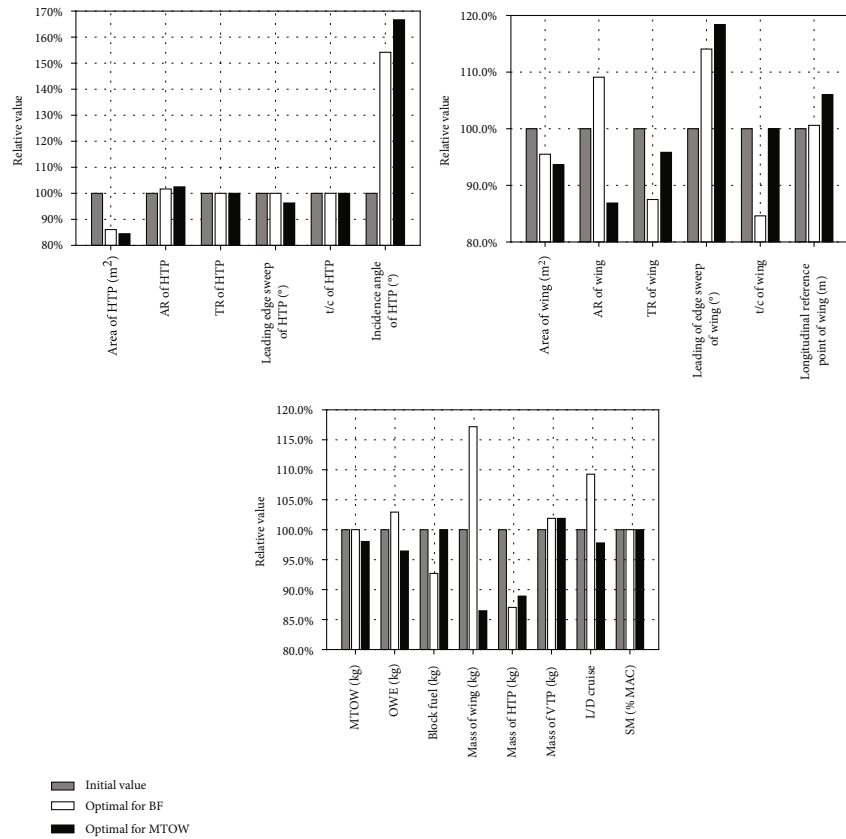 170%
160%
150%
140%
130%
120%
110%
100%
90%
80%
Relative value
Area of HTP (m²)
AR of HTP
TR of HTP
Leading edge sweep
of HTP (°)
t/c of HTP
Incidence angle
of HTP (°)
120.0%
110.0%
100.0%
90.0%
80.0%
Relative value
Area of wing (m²)
AR of wing
TR of wing
Leading of edge sweep
of wing (°)
t/c of wing
Longitudinal reference
point of wing (m)
120.0%
115.0%
110.0%
105.0%
100.0%
95.0%
90.0%
85.0%
80.0%
Relative value
MTOW (kg)
OWE (kg)
Block fuel (kg)
Mass of wing (kg)
Mass of HTP (kg)
Mass of VTP (kg)
L/D cruise
SM (% MAC)
Initial value
Optimal for BF
Optimal for MTOW